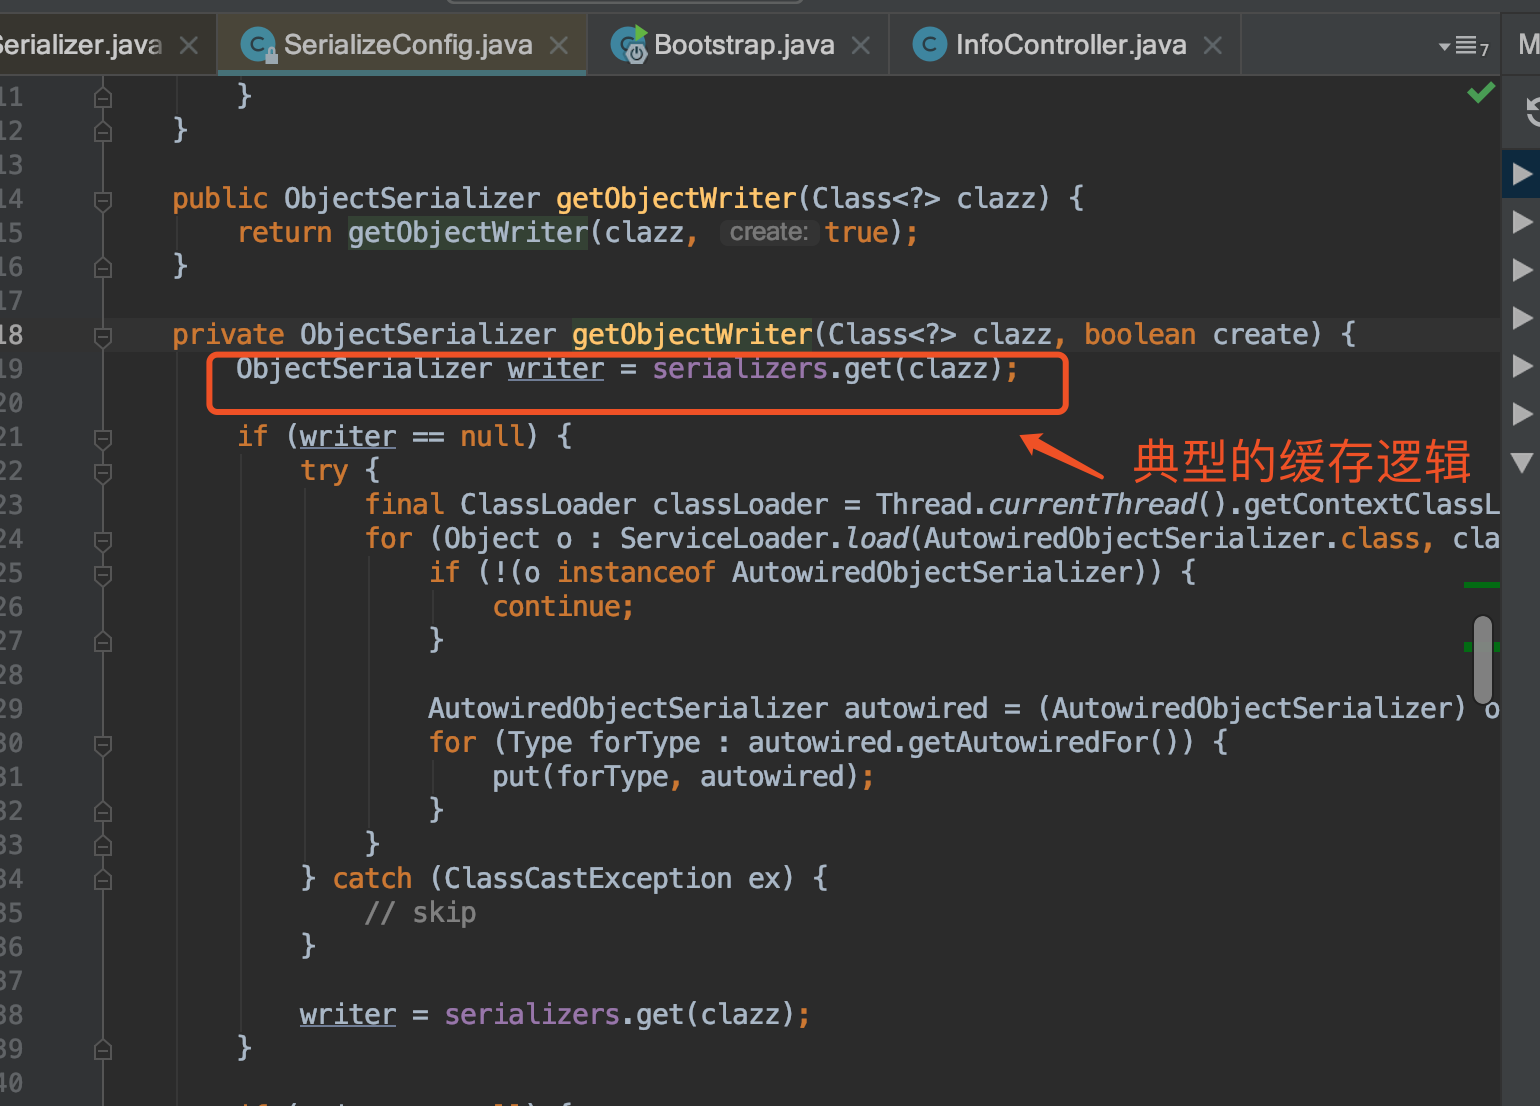 Serializer.java SerializeConfig.java Bootstrap.java InfoController.java 7 M
11 }
12 }
13
14 public ObjectSerializer getObjectWriter(Class<?> clazz) {
15 return getObjectWriter(clazz, create: true);
16 }
17
18 private ObjectSerializer getObjectWriter(Class<?> clazz, boolean create) {
19 ObjectSerializer writer = serializers.get(clazz);
20
21 if (writer == null) {
典型的缓存逻辑
22 try {
23 final ClassLoader classLoader = Thread.currentThread().getContextClassL
24 for (Object o : ServiceLoader.load(AutowiredObjectSerializer.class, cla
25 if (!(o instanceof AutowiredObjectSerializer)) {
26 continue;
27 }
28
29 AutowiredObjectSerializer autowired = (AutowiredObjectSerializer) o
30 for (Type forType : autowired.getAutowiredFor()) {
31 put(forType, autowired);
32 }
33 }
34 } catch (ClassCastException ex) {
35 // skip
36 }
37
38 writer = serializers.get(clazz);
39 }
40